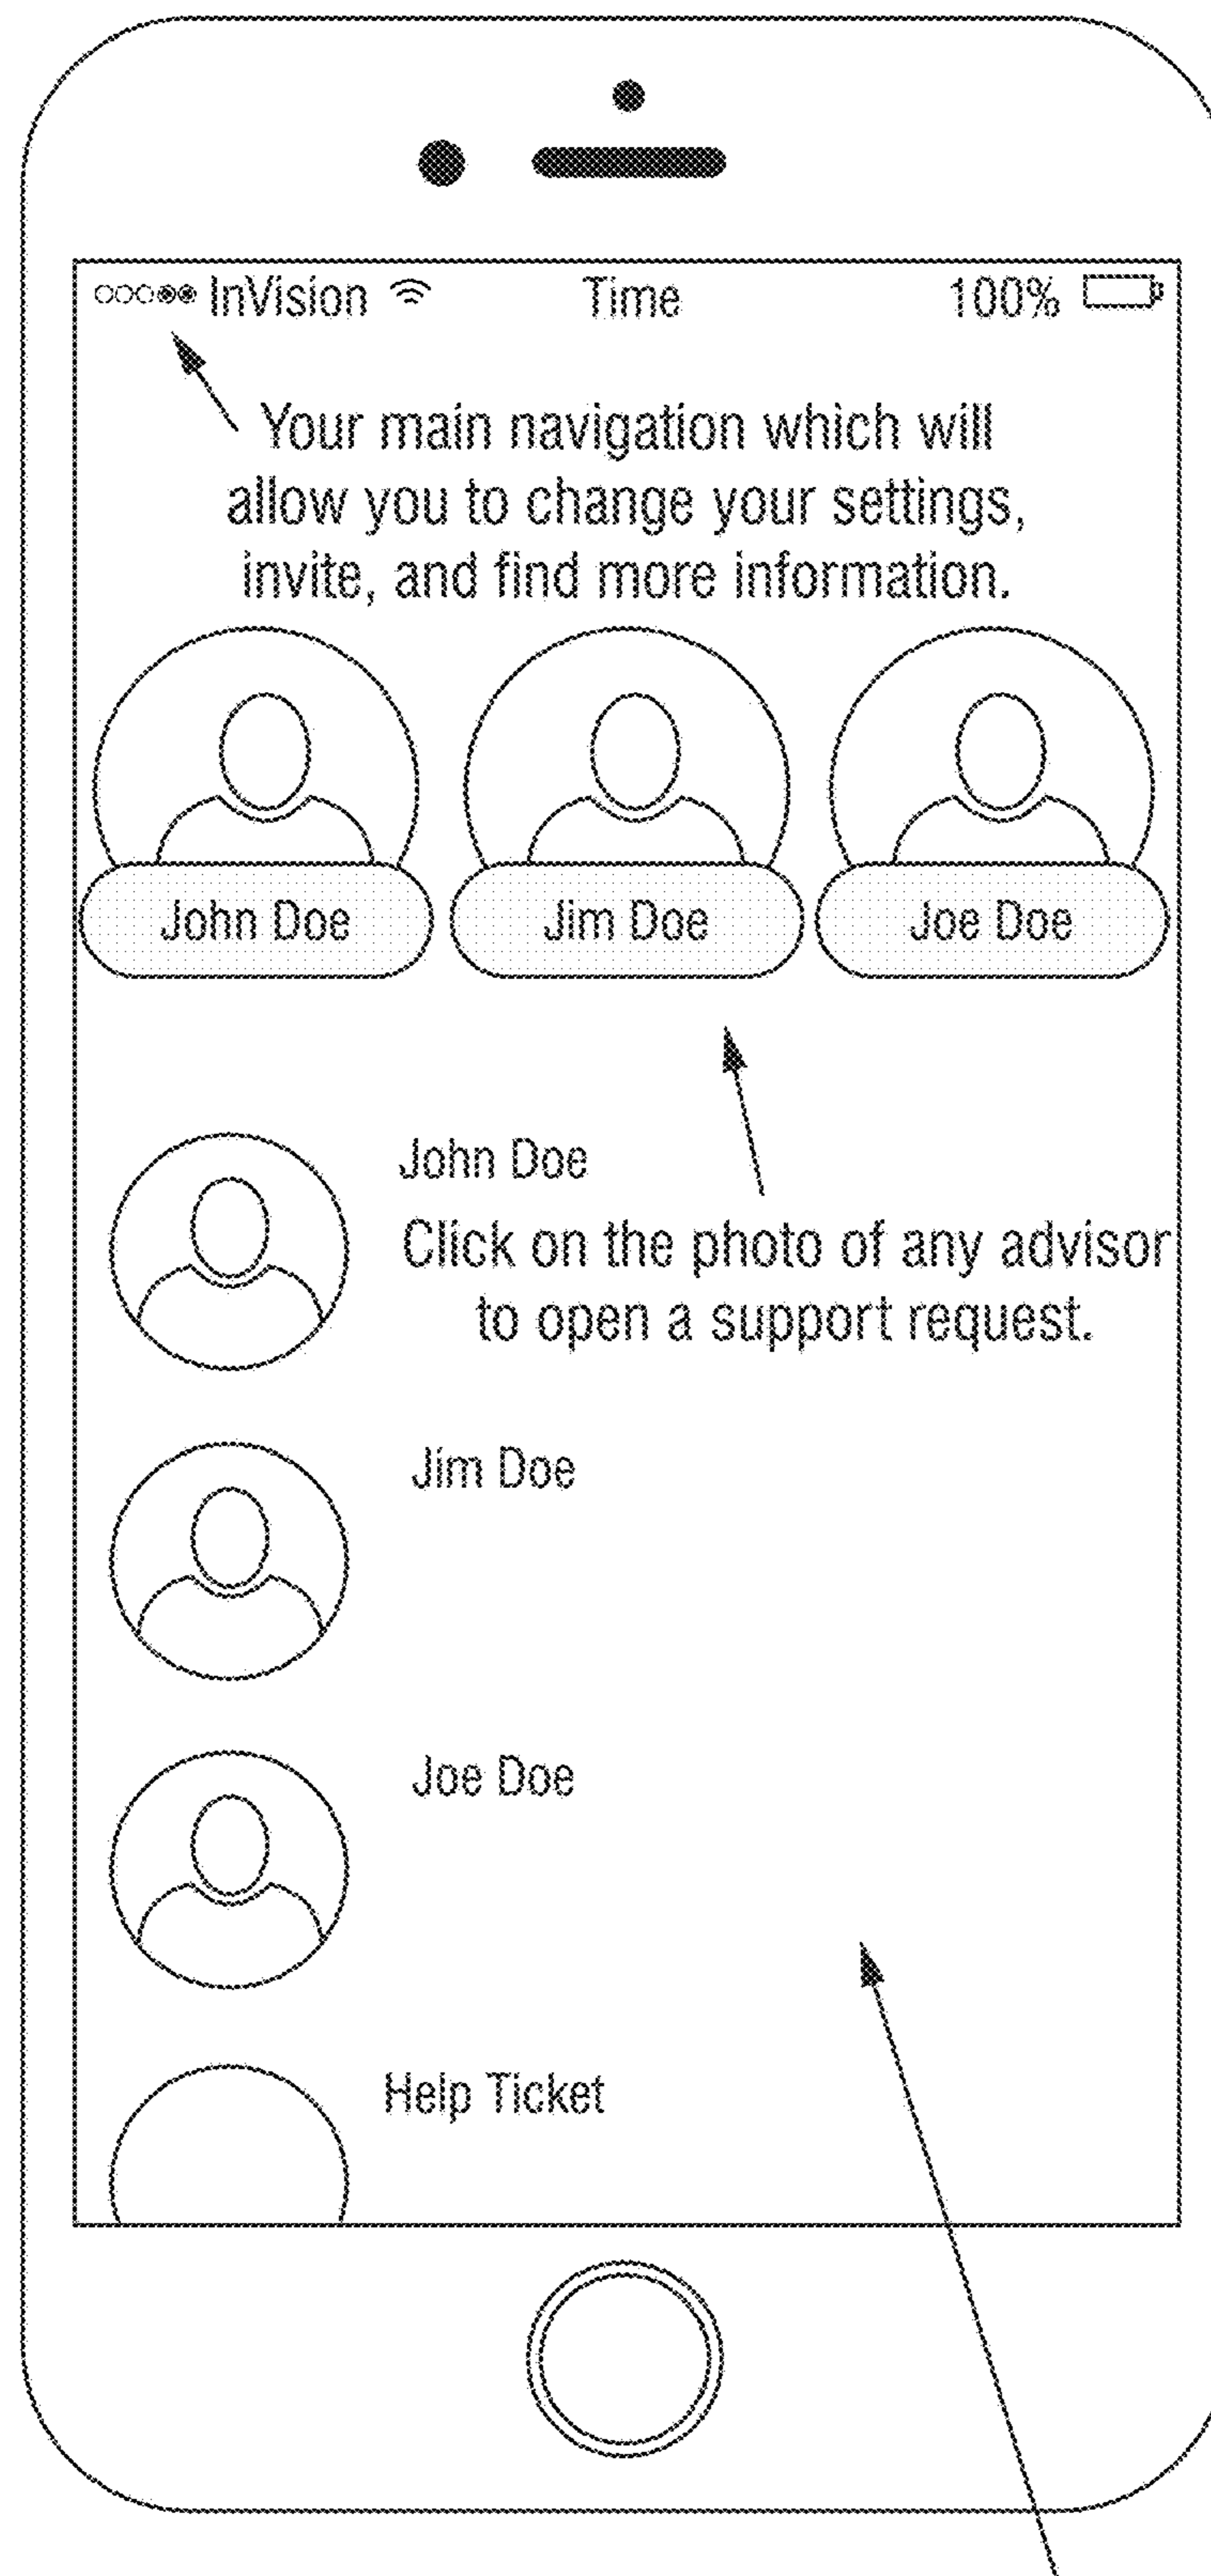 InVision Time 100%
Your main navigation which will
allow you to change your settings,
invite, and find more information.
John Doe Jim Doe Joe Doe
John Doe
Click on the photo of any advisor
to open a support request.
Jim Doe
Joe Doe
Help Ticket